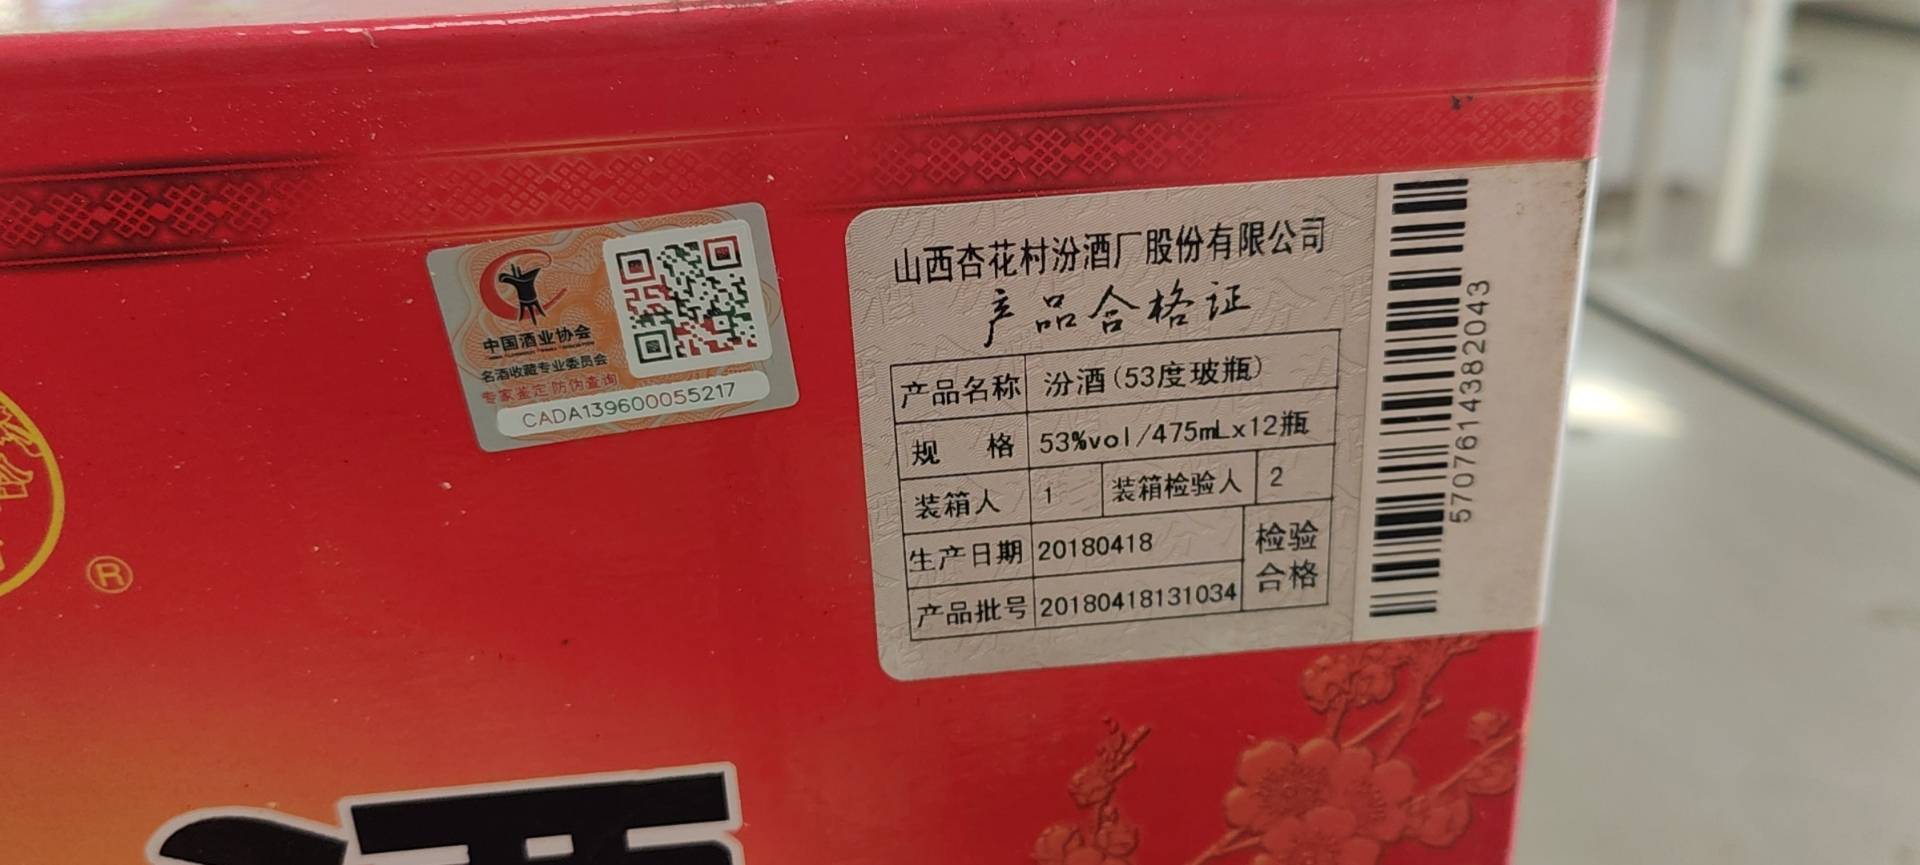 中国酒业协会
名酒收藏专业委员会
专家鉴定 防伪查询
CADA139600055217
山西杏花村汾酒厂股份有限公司
产品合格证
产品名称 汾酒(53度玻瓶)
规 格 53%vol/475mLx12瓶
装箱人 1 装箱检验人 2
生产日期 20180418 检验
合格
产品批号 20180418131034
5707614382043
®